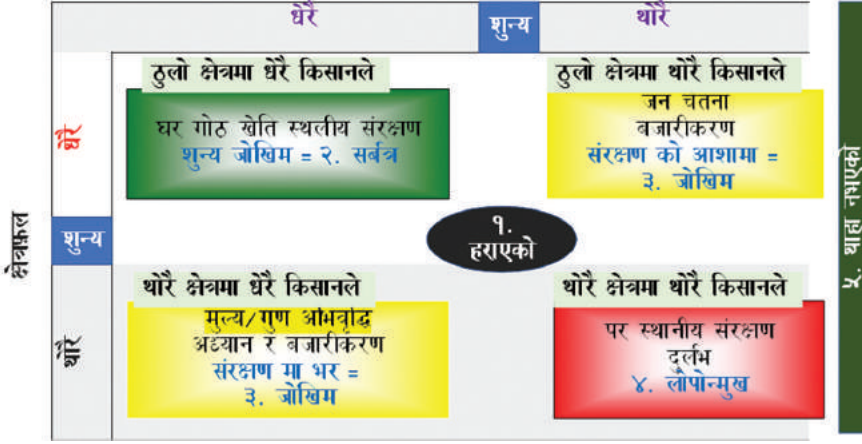 धेरै
शुन्य
थोरै
ठुलो क्षेत्रमा धेरै किसानले
घर गोठ खेति स्थलीय संरक्षण
शुन्य जोखिम = २. सर्बत्र
ठुलो क्षेत्रमा थोरै किसानले
जन चेतना
बजारीकरण
संरक्षण को आशामा =
३. जोखिम
धेरै
क्षेत्रफल
शुन्य
१.
हराएको
थोरै
थोरै क्षेत्रमा धेरै किसानले
मुल्य/गुण अभिवृद्धि
अध्यान र बजारीकरण
संरक्षण मा भर =
३. जोखिम
थोरै क्षेत्रमा थोरै किसानले
पर स्थानीय संरक्षण
दुर्लभ
४. लोपोन्मुख
५. थाहा नभएको